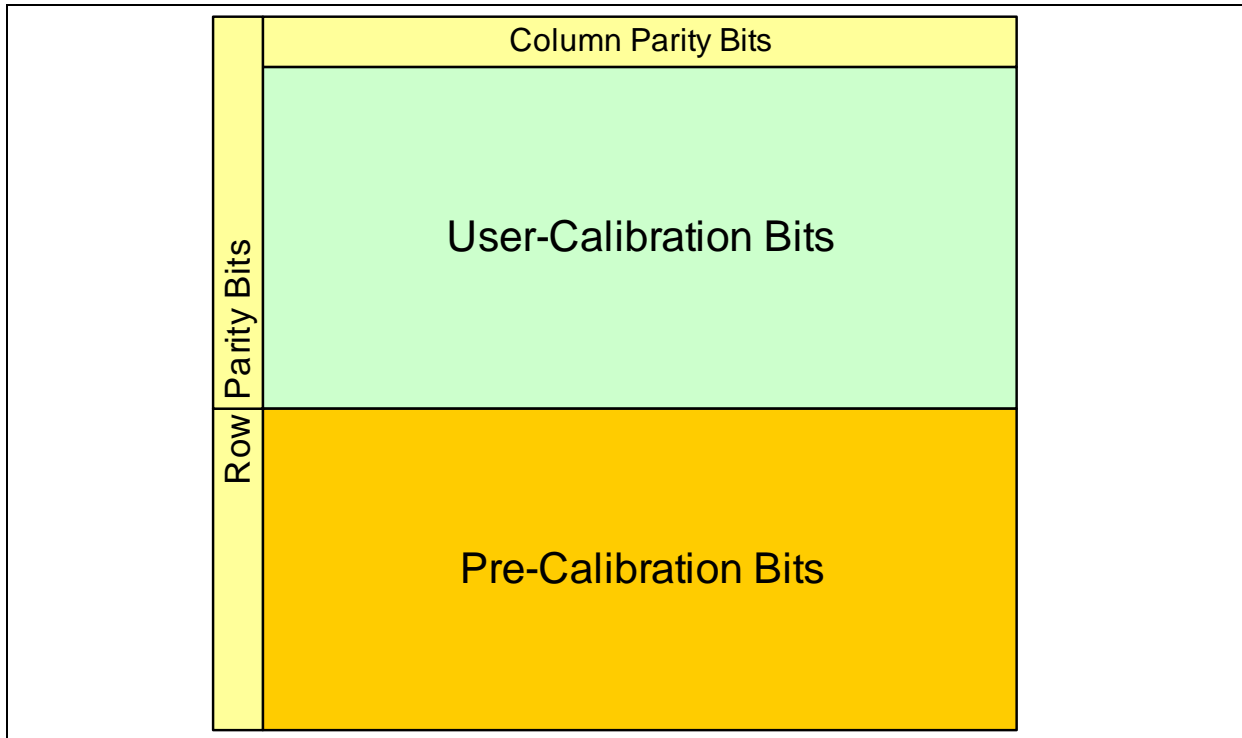 Column Parity Bits
User-Calibration Bits
Row Parity Bits
Pre-Calibration Bits